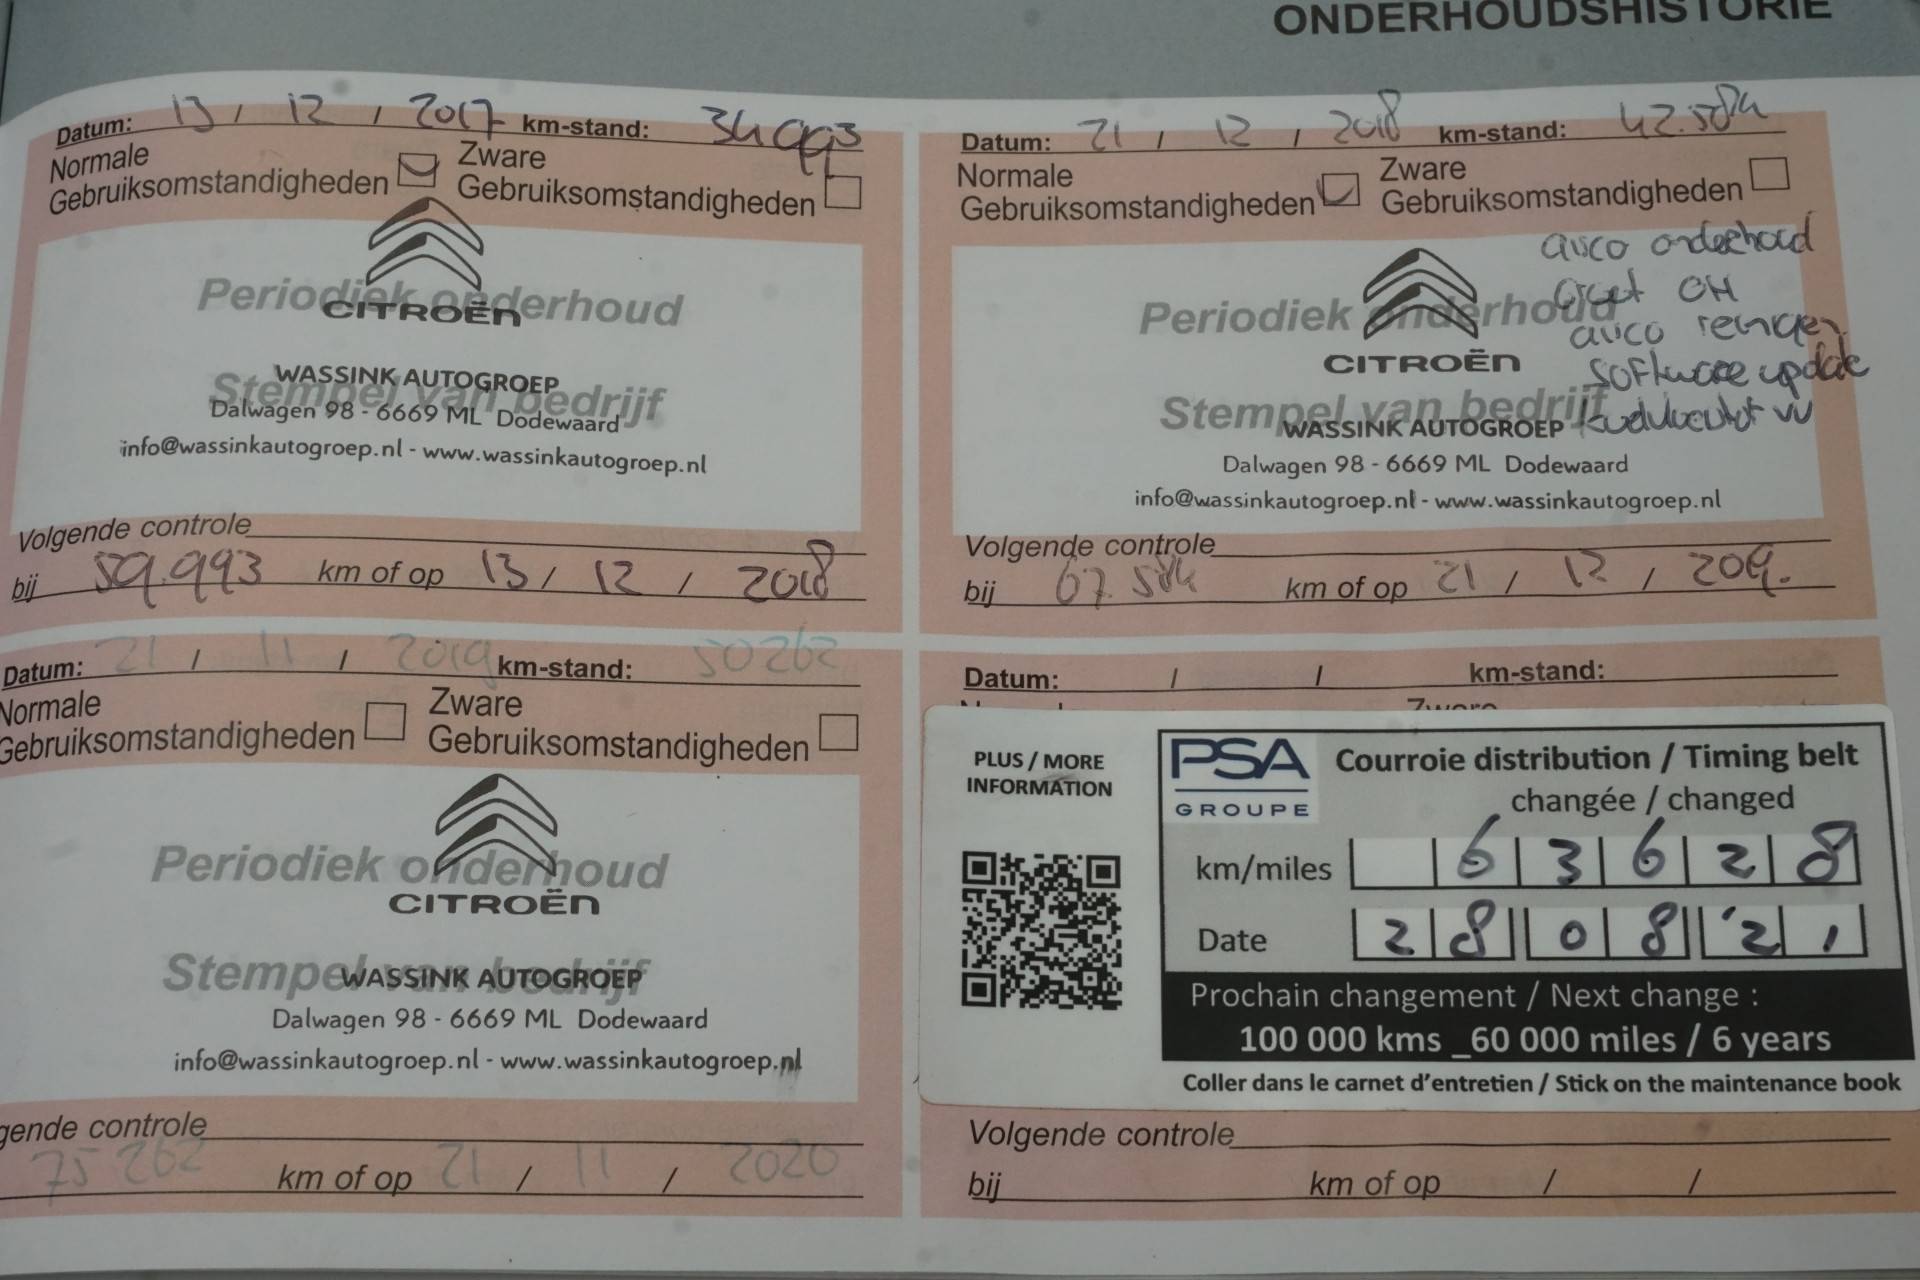 ONDERHOUDSHISTORIE
Datum: 13 / 12 / 2017 km-stand: 34993
Normale Gebruiksomstandigheden
Zware Gebruiksomstandigheden
Periodiek onderhoud
CITROËN
Stempel van bedrijf
WASSINK AUTOGROEP
Dalwagen 98 - 6669 ML Dodewaard
info@wassinkautogroep.nl - www.wassinkautogroep.nl
Volgende controle
bij 59.993 km of op 13 / 12 / 2018
Datum: 21 / 12 / 2018 km-stand: 42.584
Normale Gebruiksomstandigheden
Zware Gebruiksomstandigheden
airco onderhoud
Groot OH
airco reinigen
software update
Periodiek onderhoud
CITROËN
Stempel van bedrijf
WASSINK AUTOGROEP
Dalwagen 98 - 6669 ML Dodewaard
info@wassinkautogroep.nl - www.wassinkautogroep.nl
Volgende controle
bij 67.584 km of op 21 / 12 / 2019.
Datum: 21 / 11 / 2019 km-stand: 50262
Normale Gebruiksomstandigheden
Zware Gebruiksomstandigheden
Periodiek onderhoud
CITROËN
Stempel van bedrijf
WASSINK AUTOGROEP
Dalwagen 98 - 6669 ML Dodewaard
info@wassinkautogroep.nl - www.wassinkautogroep.nl
gende controle
75 262 km of op 21 / 11 / 2020
Datum: / / km-stand:
PLUS / MORE
INFORMATION
PSA
GROUPE
Courroie distribution / Timing belt
changée / changed
km/miles 63628
Date 28 08 21
Prochain changement / Next change :
100 000 kms _60 000 miles / 6 years
Coller dans le carnet d'entretien / Stick on the maintenance book
Volgende controle
bij km of op / /